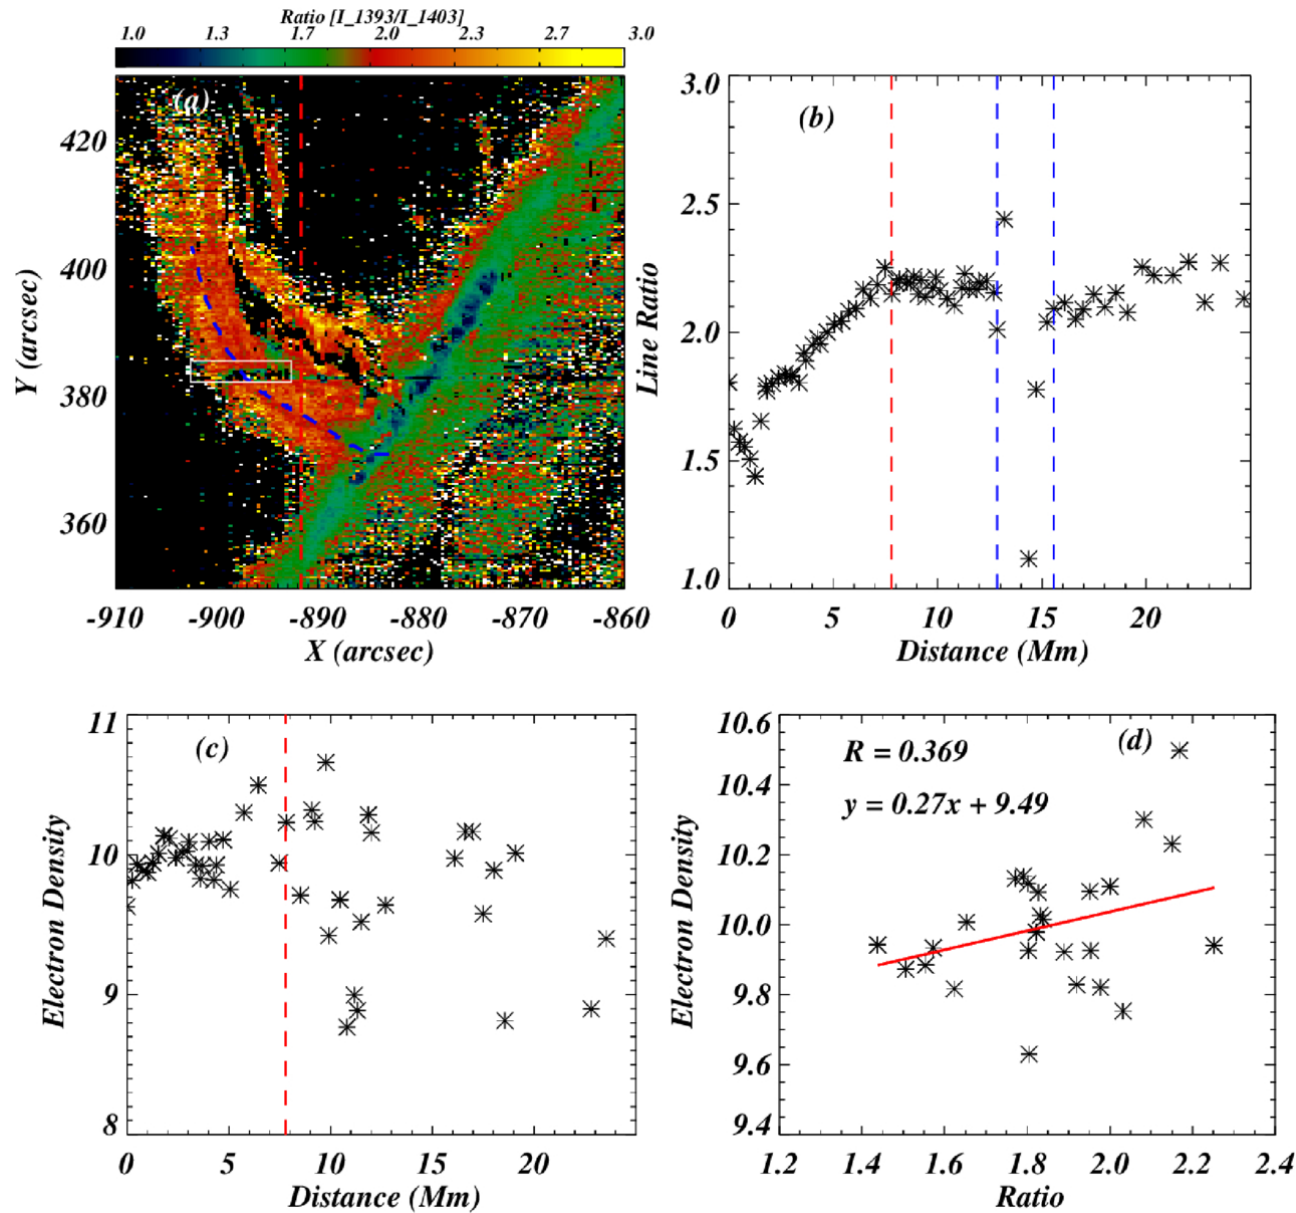 Ratio [I_1393/I_1403]
1.0 1.3 1.7 2.0 2.3 2.7 3.0
(a)
420
400
380
360
Y (arcsec)
-910 -900 -890 -880 -870 -860
X (arcsec)
(b)
3.0
2.5
2.0
1.5
1.0
Line Ratio
0 5 10 15 20
Distance (Mm)
(c)
11
10
9
8
Electron Density
0 5 10 15 20
Distance (Mm)
(d)
R = 0.369
y = 0.27x + 9.49
10.6
10.4
10.2
10.0
9.8
9.6
9.4
Electron Density
1.2 1.4 1.6 1.8 2.0 2.2 2.4
Ratio